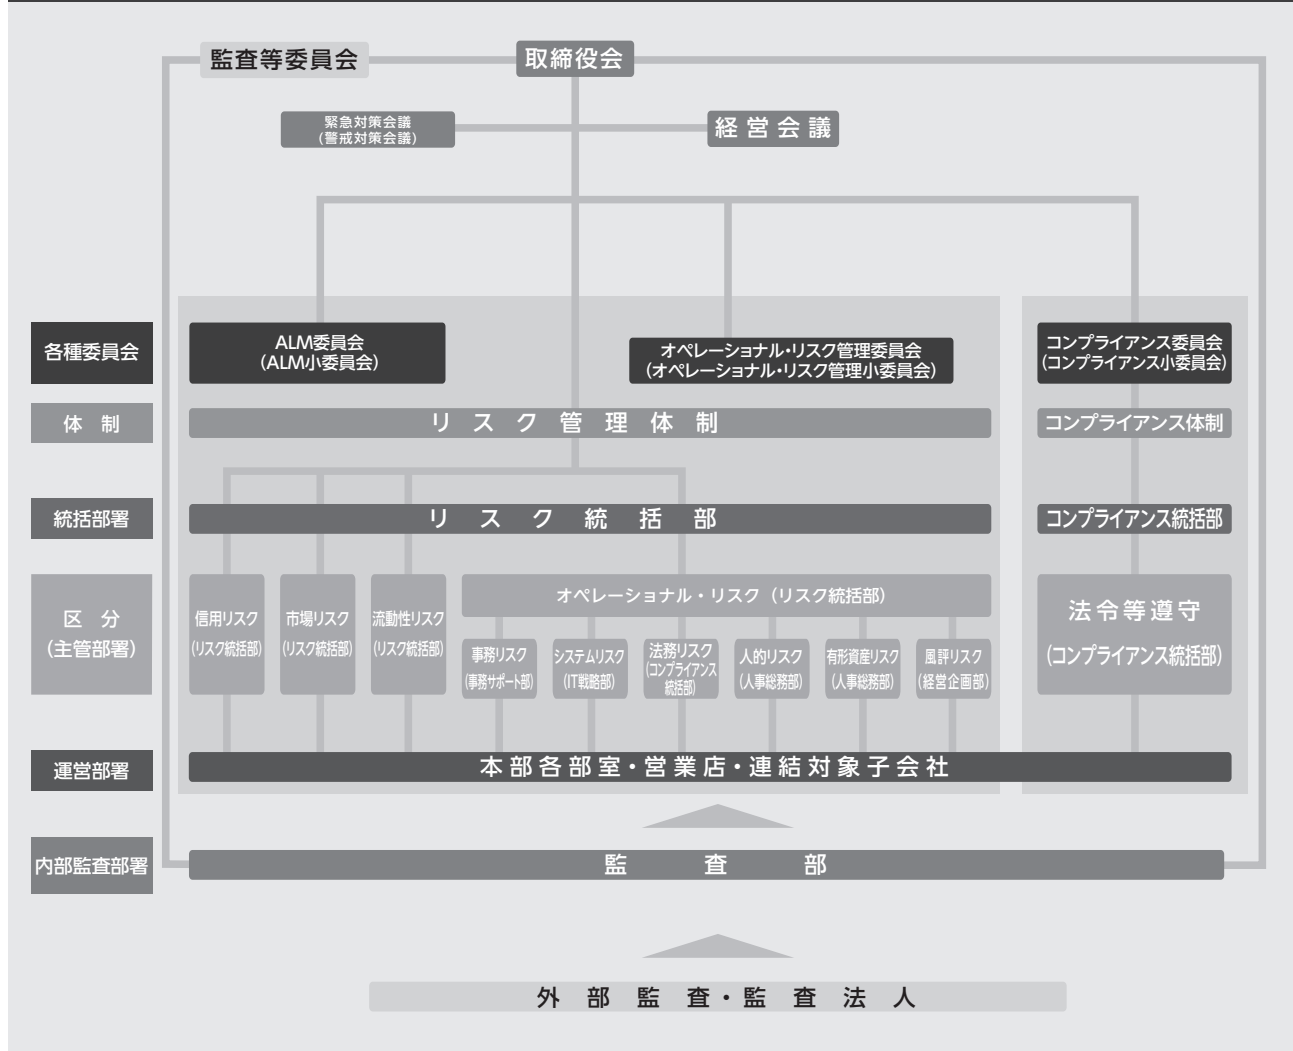 監査等委員会
取締役会
緊急対策会議
(警戒対策会議)
経営会議
各種委員会
ALM委員会
(ALM小委員会)
オペレーショナル・リスク管理委員会
(オペレーショナル・リスク管理小委員会)
コンプライアンス委員会
(コンプライアンス小委員会)
体制
リスク管理体制
コンプライアンス体制
統括部署
リスク統括部
コンプライアンス統括部
区分
(主管部署)
信用リスク
(リスク統括部)
市場リスク
(リスク統括部)
流動性リスク
(リスク統括部)
オペレーショナル・リスク(リスク統括部)
事務リスク
(事務サポート部)
システムリスク
(IT戦略部)
法務リスク
(コンプライアンス
統括部)
人的リスク
(人事総務部)
有形資産リスク
(人事総務部)
風評リスク
(経営企画部)
法令等遵守
(コンプライアンス統括部)
運営部署
本部各部室・営業店・連結対象子会社
内部監査部署
監査部
外部監査・監査法人